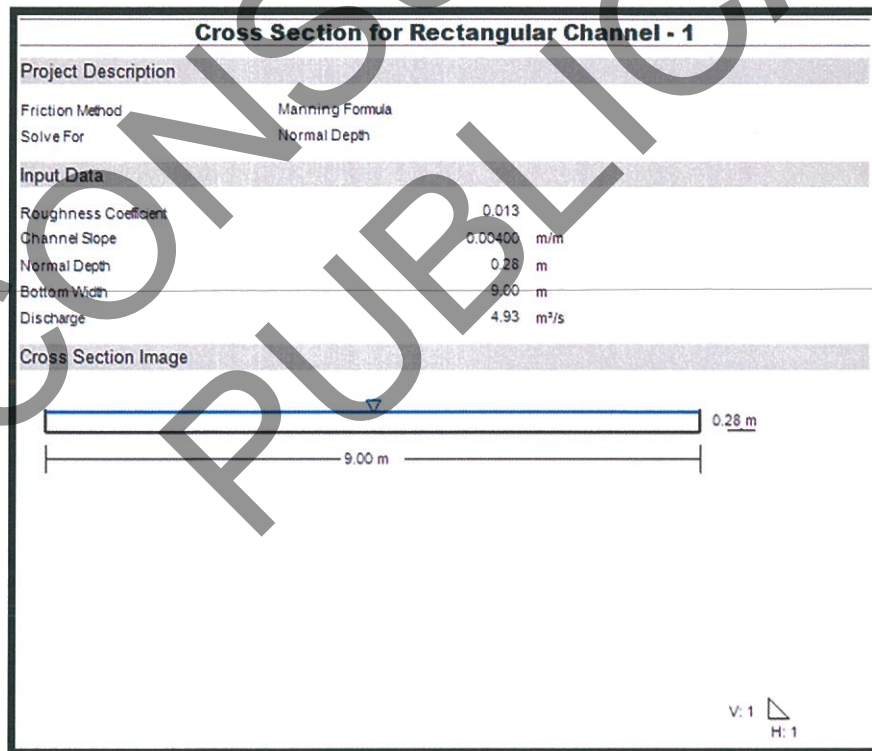 Cross Section for Rectangular Channel - 1
Project Description
Friction Method Manning Formula
Solve For Normal Depth
Input Data
Roughness Coefficient 0.013
Channel Slope 0.00400 m/m
Normal Depth 0.28 m
Bottom Width 9.00 m
Discharge 4.93 m³/s
Cross Section Image
0.28 m
9.00 m
V: 1
H: 1